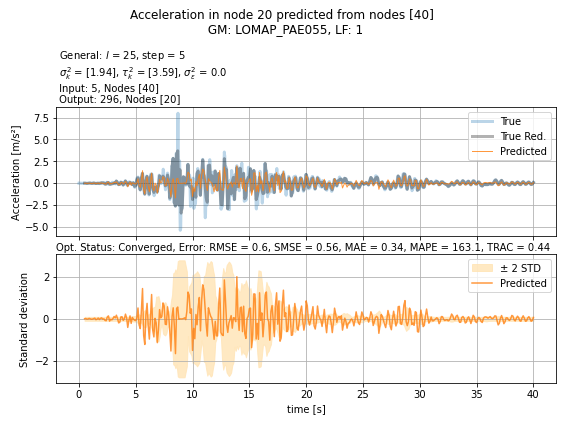 Acceleration in node 20 predicted from nodes [40]
GM: LOMAP_PAE055, LF: 1
General: l = 25, step = 5
σ²ₖ = [1.94], τ²ₖ = [3.59], σ²ε = 0.0
Input: 5, Nodes [40]
Output: 296, Nodes [20]
Acceleration [m/s²]
7.5
5.0
2.5
0.0
−2.5
−5.0
True
True Red.
Predicted
Opt. Status: Converged, Error: RMSE = 0.6, SMSE = 0.56, MAE = 0.34, MAPE = 163.1, TRAC = 0.44
Standard deviation
2
0
−2
± 2 STD
Predicted
0 5 10 15 20 25 30 35 40
time [s]